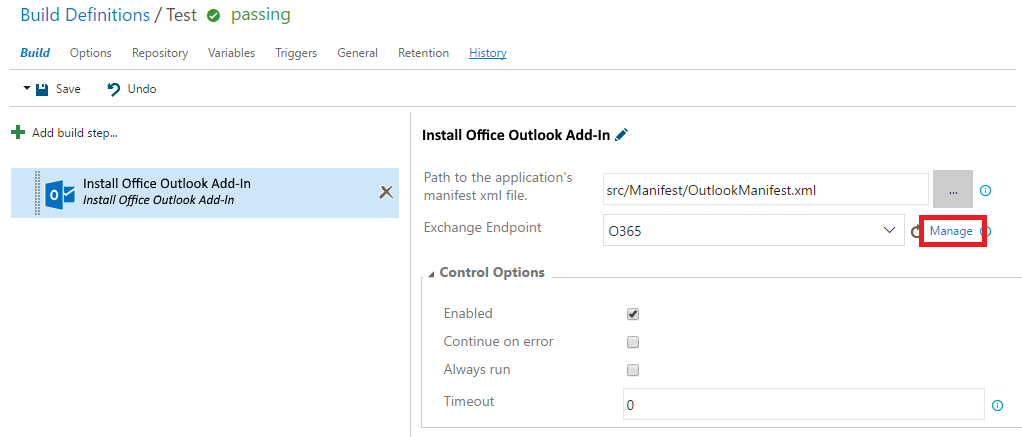 Build Definitions / Test passing
Build Options Repository Variables Triggers General Retention History
Save Undo
Add build step...
Install Office Outlook Add-In
Install Office Outlook Add-In
Install Office Outlook Add-In
Path to the application's
manifest xml file.
src/Manifest/OutlookManifest.xml ...
Exchange Endpoint O365 Manage
Control Options
Enabled
Continue on error
Always run
Timeout 0